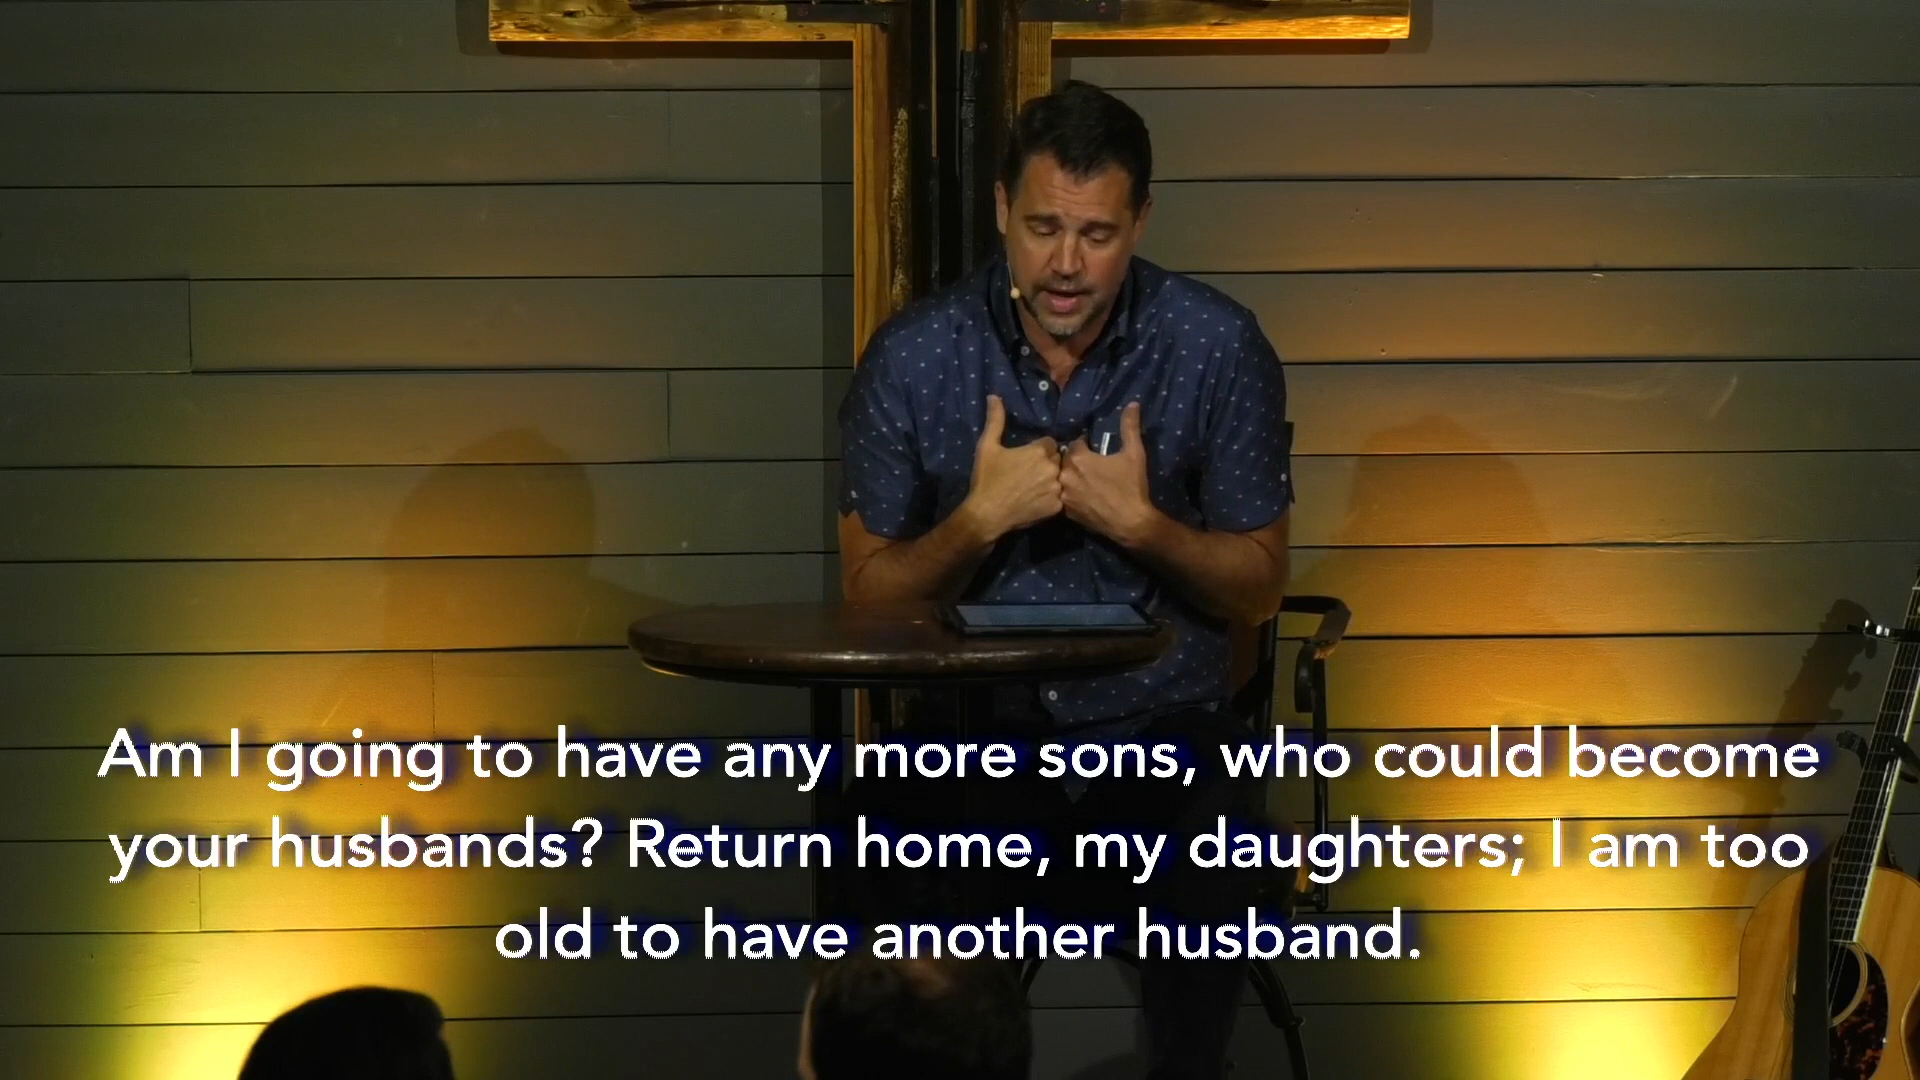 Am I going to have any more sons, who could become
your husbands? Return home, my daughters; I am too
old to have another husband.